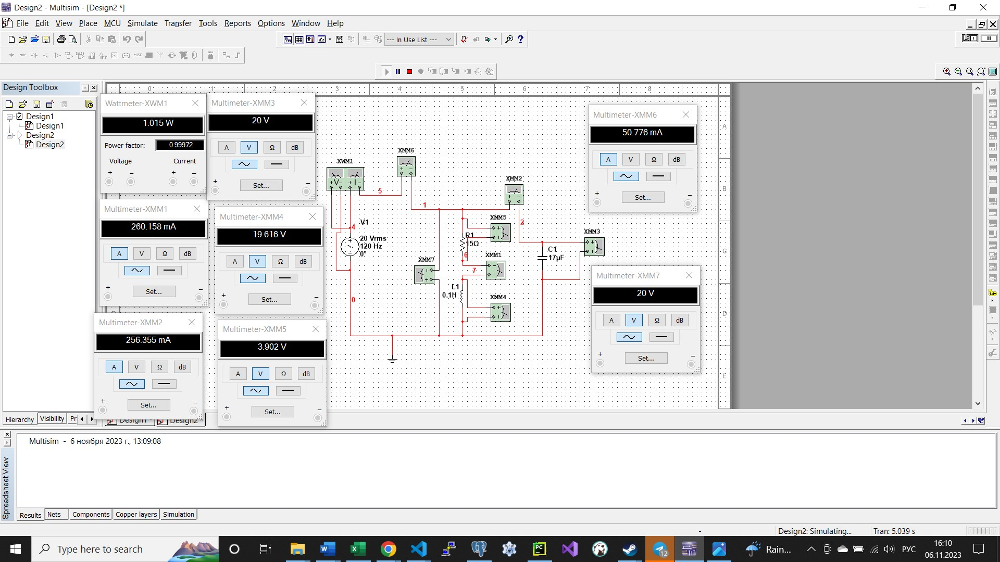 Design2 - Multisim - [Design2 *]
File Edit View Place MCU Simulate Transfer Tools Reports Options Window Help
--- In Use List ---
Design Toolbox
Design1
Design1
Design2
Design2
Hierarchy Visibility Pr
0 1 2 3 4 5 6 7 8
A
B
C
D
E
Wattmeter-XWM1
1.015 W
Power factor: 0.99972
Voltage Current
+ − + −
Multimeter-XMM3
20 V
A V Ω dB
+ Set... −
Multimeter-XMM1
260.158 mA
A V Ω dB
+ Set... −
Multimeter-XMM4
19.616 V
A V Ω dB
+ Set... −
Multimeter-XMM2
256.355 mA
A V Ω dB
+ Set... −
Multimeter-XMM5
3.902 V
A V Ω dB
+ Set... −
Multimeter-XMM6
50.776 mA
A V Ω dB
+ Set... −
Multimeter-XMM7
20 V
A V Ω dB
+ Set... −
XWM1
XMM6
XMM2
5
1
XMM5
2
V1
4
XMM3
20 Vrms
120 Hz
0°
R1
15Ω
C1
17µF
6
XMM1
XMM7
7
L1
0.1H
XMM4
0
Design1
Design2
Multisim - 6 ноября 2023 г., 13:09:08
Spreadsheet View
Results Nets Components Copper layers Simulation
- Design2: Simulating... Tran: 5.039 s
Type here to search
12
Rain...
РУС
16:10
06.11.2023